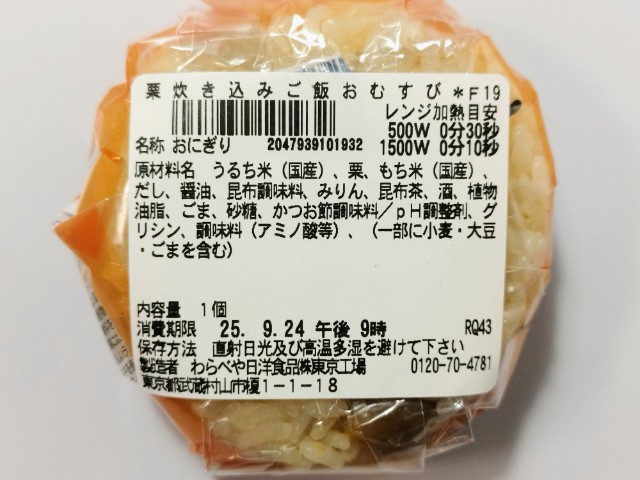 栗炊き込みご飯おむすび *F19
レンジ加熱目安
500W 0分30秒
名称 おにぎり 2047939101932 1500W 0分10秒
原材料名 うるち米(国産)、栗、もち米(国産)、
だし、醤油、昆布調味料、みりん、昆布茶、酒、植物
油脂、ごま、砂糖、かつお節調味料/pH調整剤、グ
リシン、調味料(アミノ酸等)、(一部に小麦・大豆
・ごまを含む)
内容量 1個
消費期限 25. 9.24 午後 9時 RQ43
保存方法 直射日光及び高温多湿を避けて下さい
製造者 わらべや日洋食品㈱東京工場 0120-70-4781
東京都武蔵村山市榎1-1-18